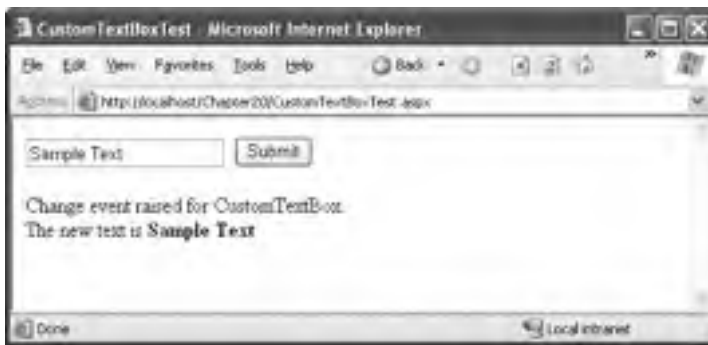 CustomTextBoxTest - Microsoft Internet Explorer
File Edit View Favorites Tools Help Back »
Address http://localhost/Chapter20/CustomTextBoxTest.aspx
Sample Text Submit
Change event raised for CustomTextBox.
The new text is Sample Text
Done Local intranet